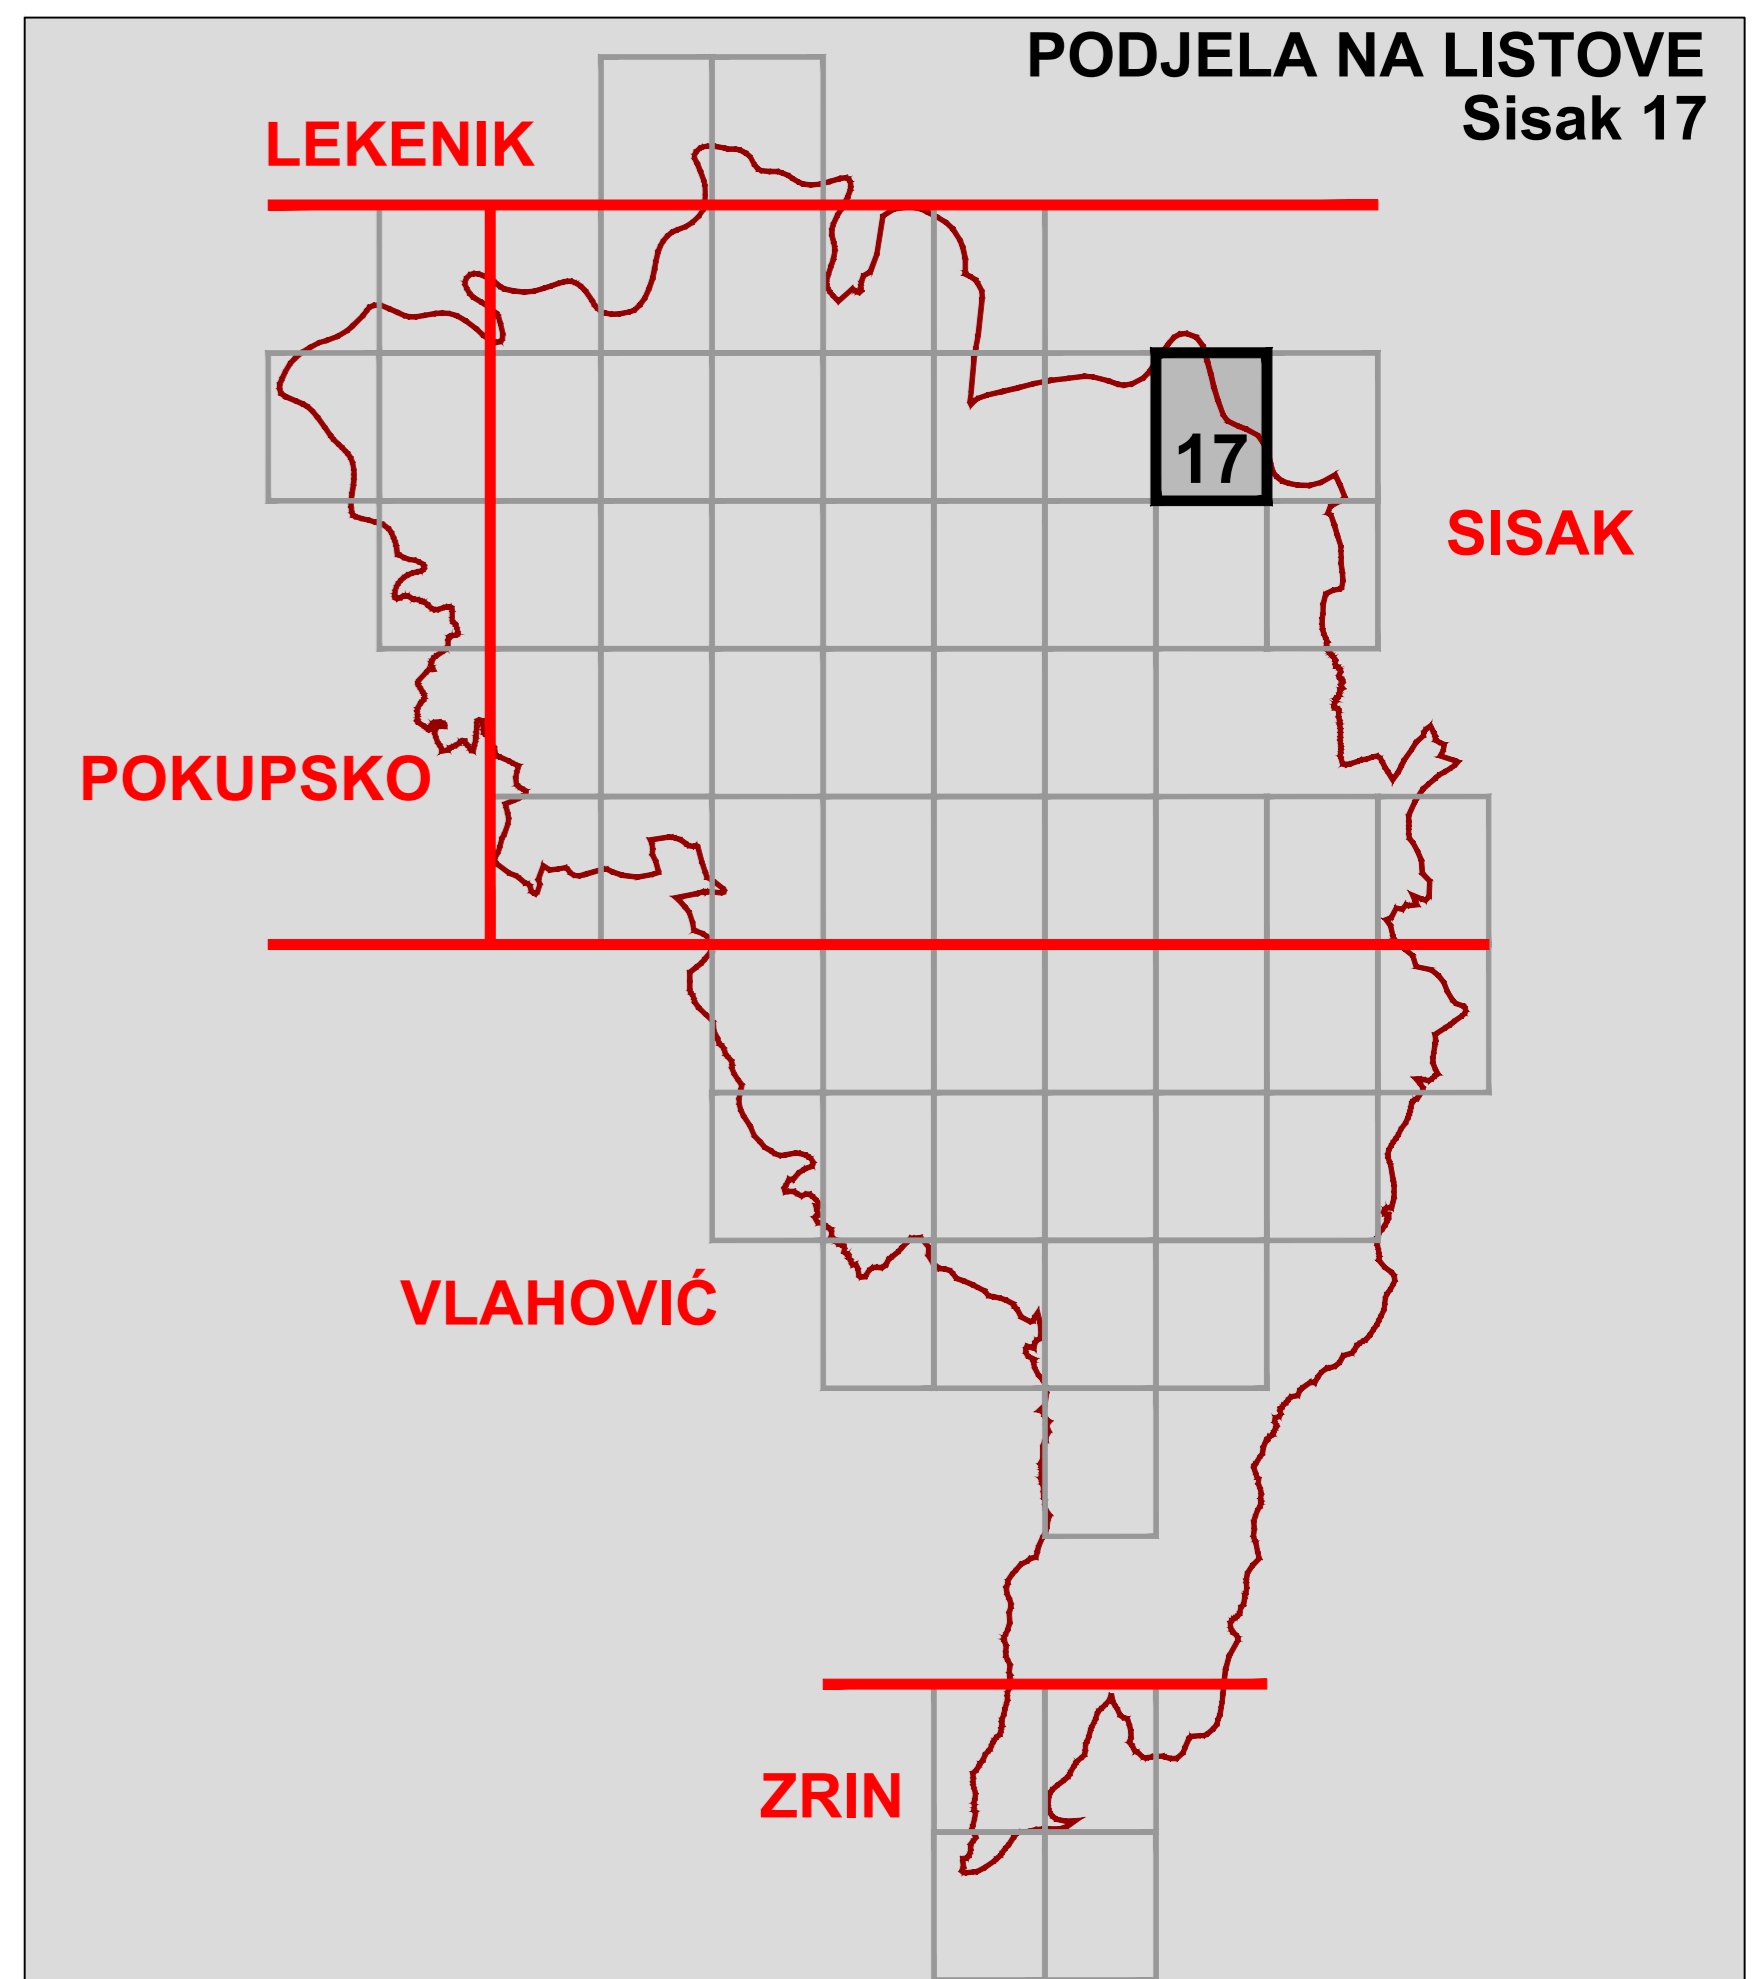 PODJELA NA LISTOVE
Sisak 17
LEKENIK
17
SISAK
POKUPSKO
VLAHOVIĆ
ZRIN